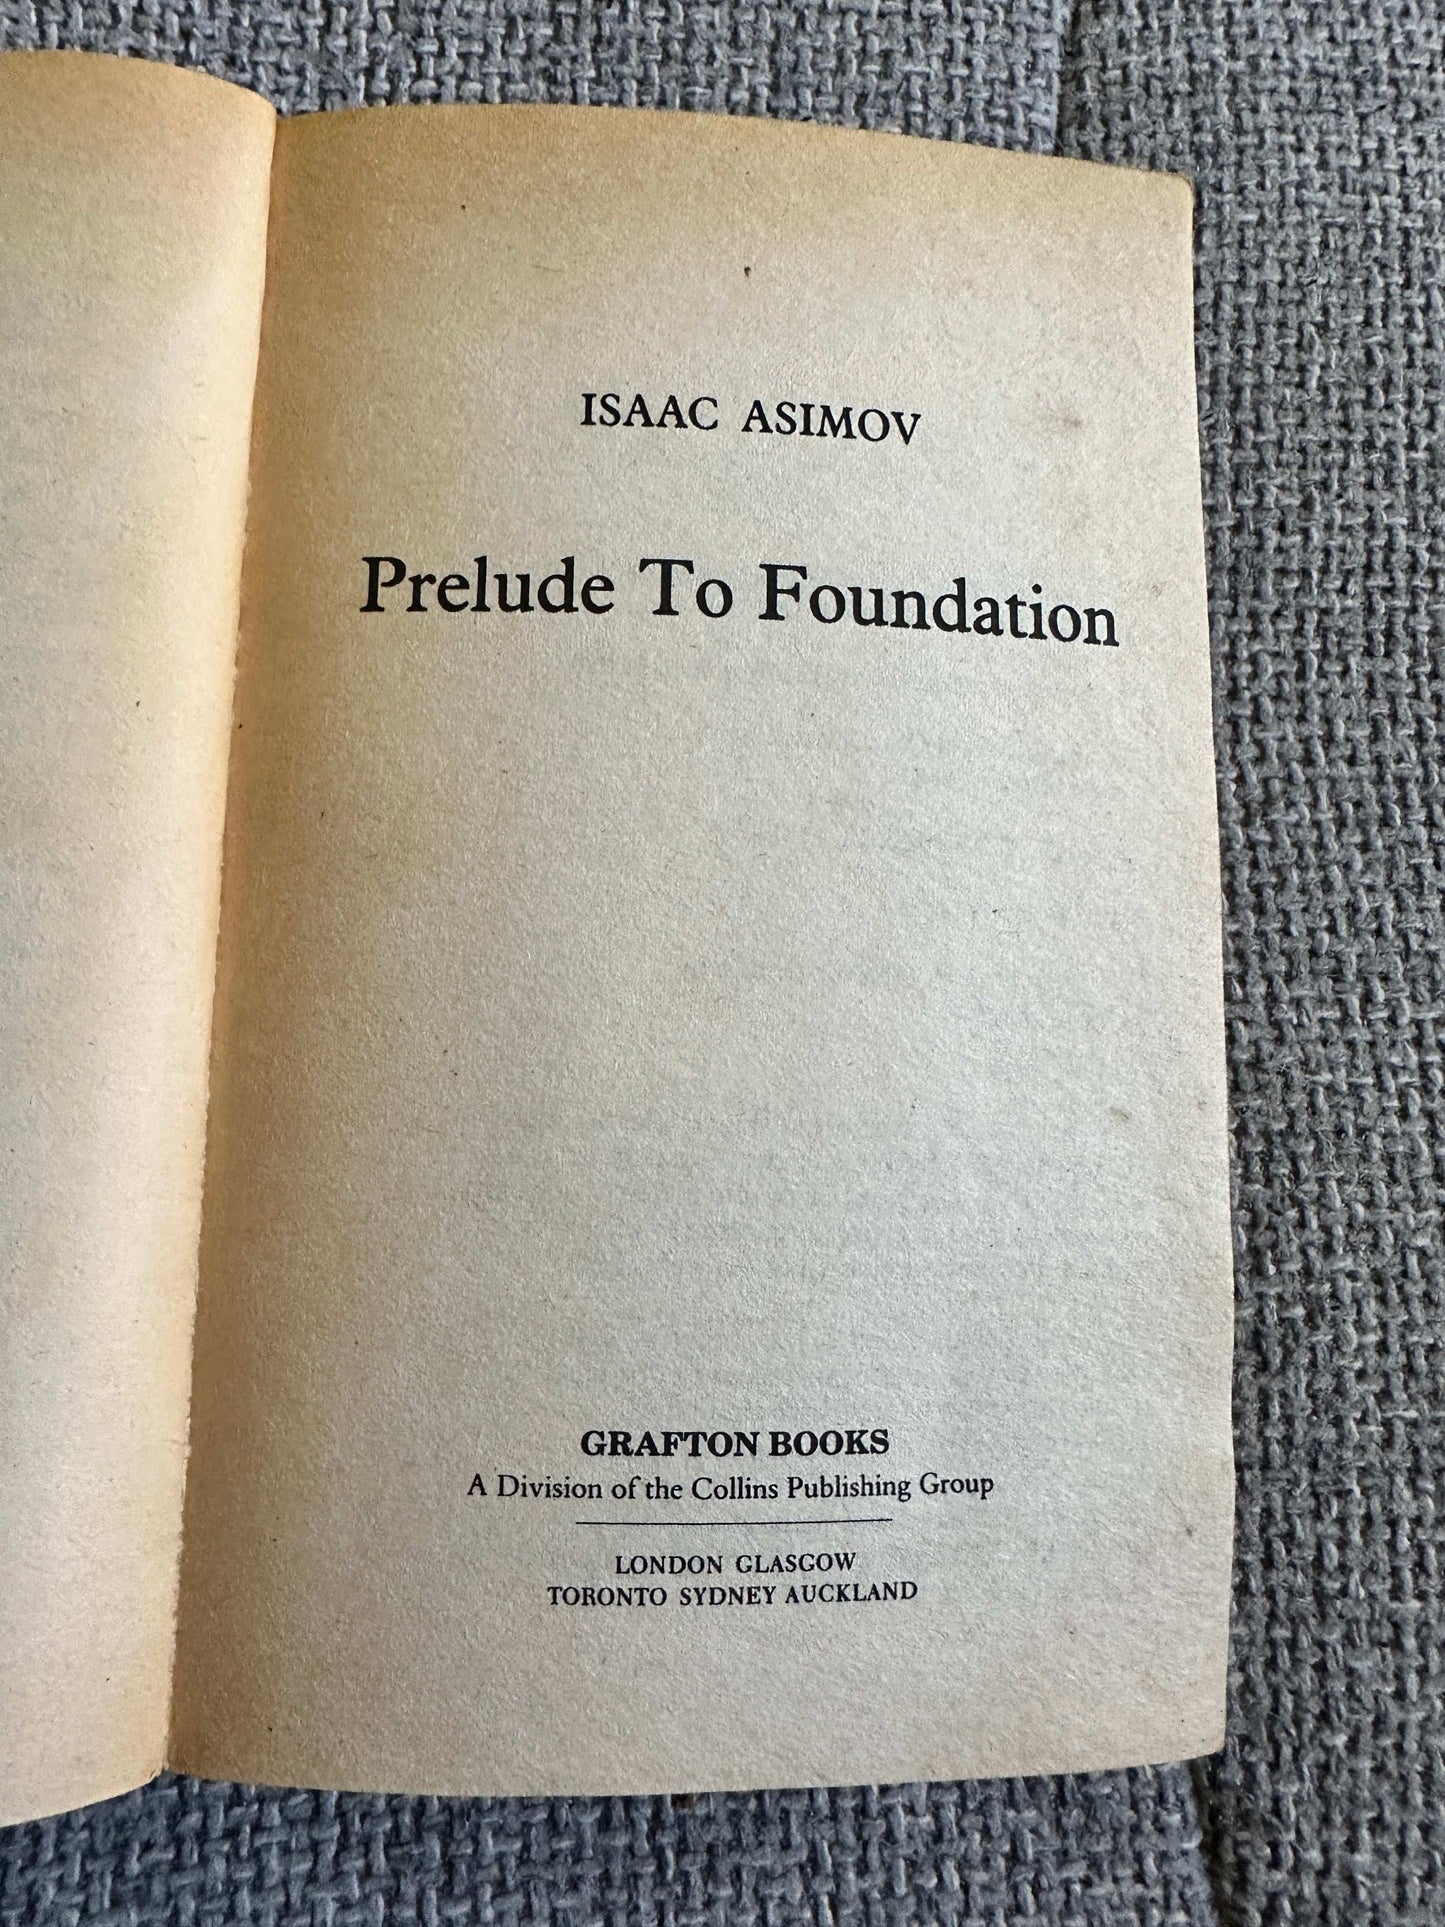 ISAAC ASIMOV
Prelude To Foundation
GRAFTON BOOKS
A Division of the Collins Publishing Group
LONDON GLASGOW
TORONTO SYDNEY AUCKLAND